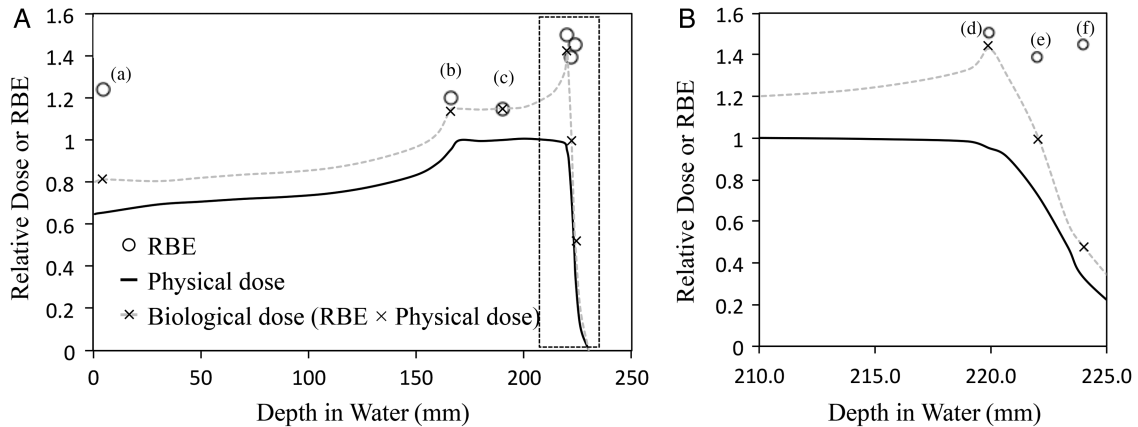 A
Relative Dose or RBE
1.6
1.4
1.2
1
0.8
0.6
0.4
0.2
0
(a)
(b)
(c)
RBE
Physical dose
Biological dose (RBE × Physical dose)
0
50
100
150
200
250
Depth in Water (mm)
B
Relative Dose or RBE
1.6
1.4
1.2
1
0.8
0.6
0.4
0.2
0.0
(d)
(e)
(f)
210.0
215.0
220.0
225.0
Depth in Water (mm)